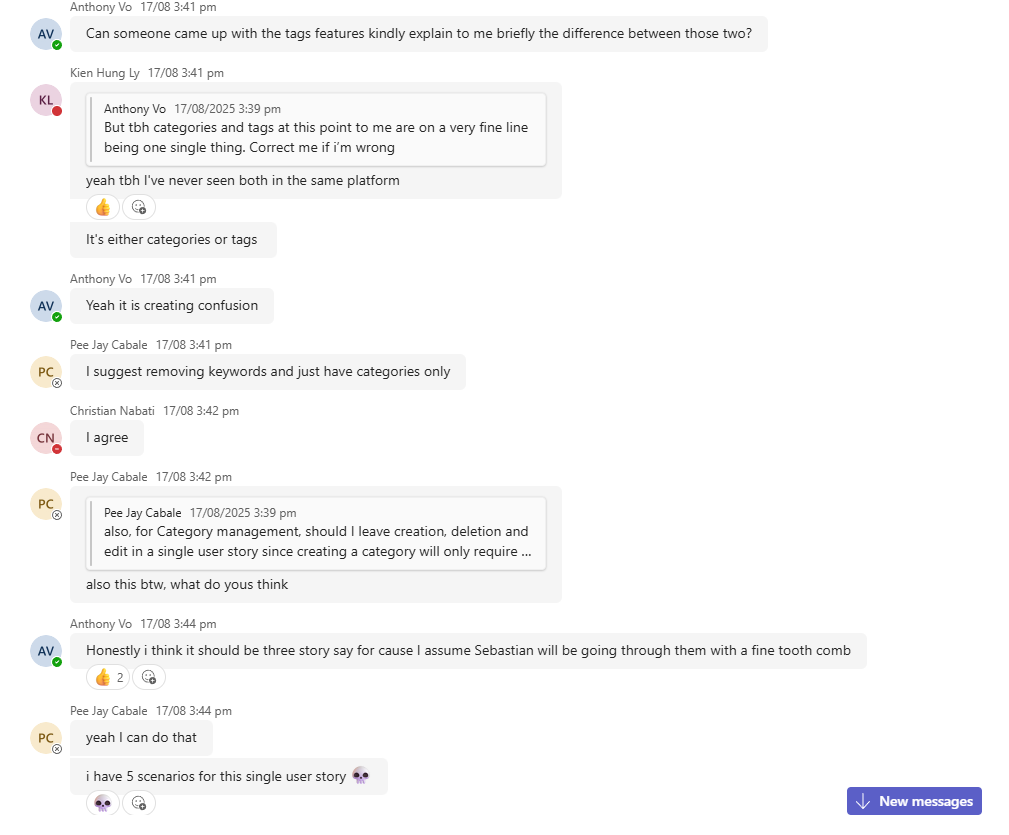 Anthony Vo 17/08 3:41 pm
AV
Can someone came up with the tags features kindly explain to me briefly the difference between those two?
Kien Hung Ly 17/08 3:41 pm
KL
Anthony Vo 17/08/2025 3:39 pm
But tbh categories and tags at this point to me are on a very fine line
being one single thing. Correct me if i'm wrong
yeah tbh I've never seen both in the same platform
It's either categories or tags
Anthony Vo 17/08 3:41 pm
AV
Yeah it is creating confusion
Pee Jay Cabale 17/08 3:41 pm
PC
I suggest removing keywords and just have categories only
Christian Nabati 17/08 3:42 pm
CN
I agree
Pee Jay Cabale 17/08 3:42 pm
PC
Pee Jay Cabale 17/08/2025 3:39 pm
also, for Category management, should I leave creation, deletion and
edit in a single user story since creating a category will only require ...
also this btw, what do yous think
Anthony Vo 17/08 3:44 pm
AV
Honestly i think it should be three story say for cause I assume Sebastian will be going through them with a fine tooth comb
2
Pee Jay Cabale 17/08 3:44 pm
PC
yeah I can do that
i have 5 scenarios for this single user story
New messages